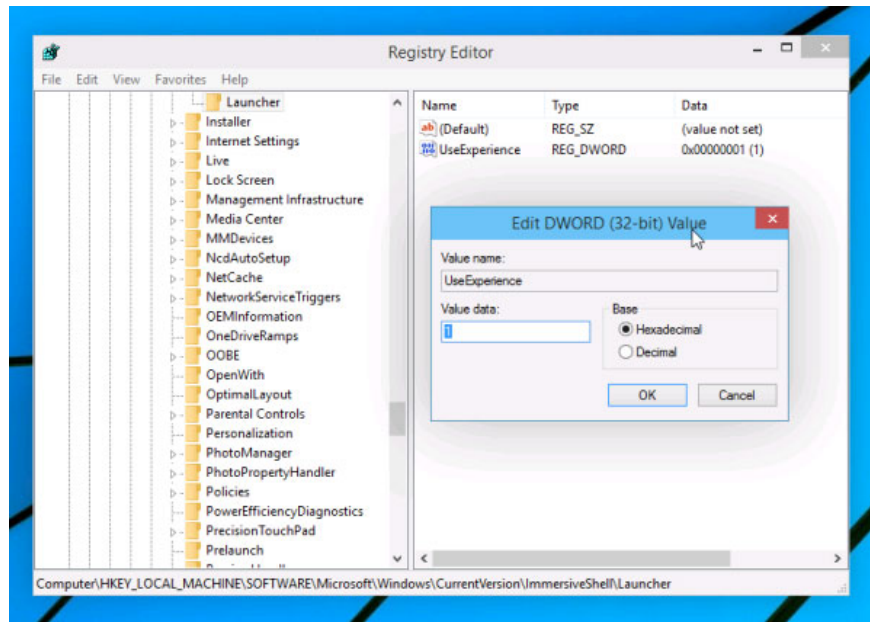 Registry Editor
File Edit View Favorites Help
Launcher
Installer
Internet Settings
Live
Lock Screen
Management Infrastructure
Media Center
MMDevices
NcdAutoSetup
NetCache
NetworkServiceTriggers
OEMInformation
OneDriveRamps
OOBE
OpenWith
OptimalLayout
Parental Controls
Personalization
PhotoManager
PhotoPropertyHandler
Policies
PowerEfficiencyDiagnostics
PrecisionTouchPad
Prelaunch
Name Type Data
ab (Default) REG_SZ (value not set)
UseExperience REG_DWORD 0x00000001 (1)
Edit DWORD (32-bit) Value
Value name:
UseExperience
Value data:
1
Base
Hexadecimal
Decimal
OK Cancel
Computer\HKEY_LOCAL_MACHINE\SOFTWARE\Microsoft\Windows\CurrentVersion\ImmersiveShell\Launcher